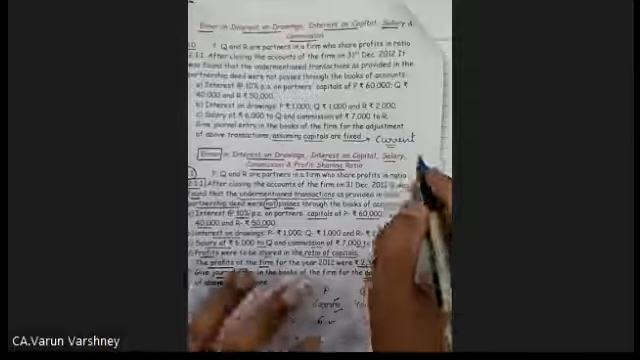 Error in Interest on Drawings, Interest on Capital, Salary &
Commission
P, Q and R are partners in a firm who share profits in ratio
2:1:1. After closing the accounts of the firm on 31st Dec. 2012 It
was found that the undermentioned transactions as provided in the
partnership deed were not passes through the books of accounts:
a) Interest @ 10% p.a. on partners' capitals of P ₹ 60,000; Q ₹
40,000 and R ₹ 50,000.
b) Interest on drawings: P ₹ 1,000; Q ₹ 1,000 and R ₹ 2,000.
c) Salary of ₹ 6,000 to Q and commission of ₹ 7,000 to R.
Give journal entry in the books of the firm for the adjustment
of above transactions, assuming capitals are fixed → Current
Error in Interest on Drawings, Interest on Capital, Salary,
Commission & Profit Sharing Ratio
P, Q and R are partners in a firm who share profits in ratio
2:1:1. After closing the accounts of the firm on 31 Dec. 2012 it was
found that the undermentioned transactions as provided in
partnership deed were not passes through the books of
Interest @ 10% p.a. on partners' capitals of P- ₹ 60,000
40,000 and R- ₹ 50,000
Interest on drawings: P- ₹ 1,000; Q- ₹ 1,000 and R- ₹
Salary of ₹ 6,000 to Q and commission of ₹ 7,000 to
Profits were to be shared in the ratio of capitals.
The profits of the firm for the year 2012 were ₹
Give in the books of the firm for the
of above
P Q
CA.Varun Varshney